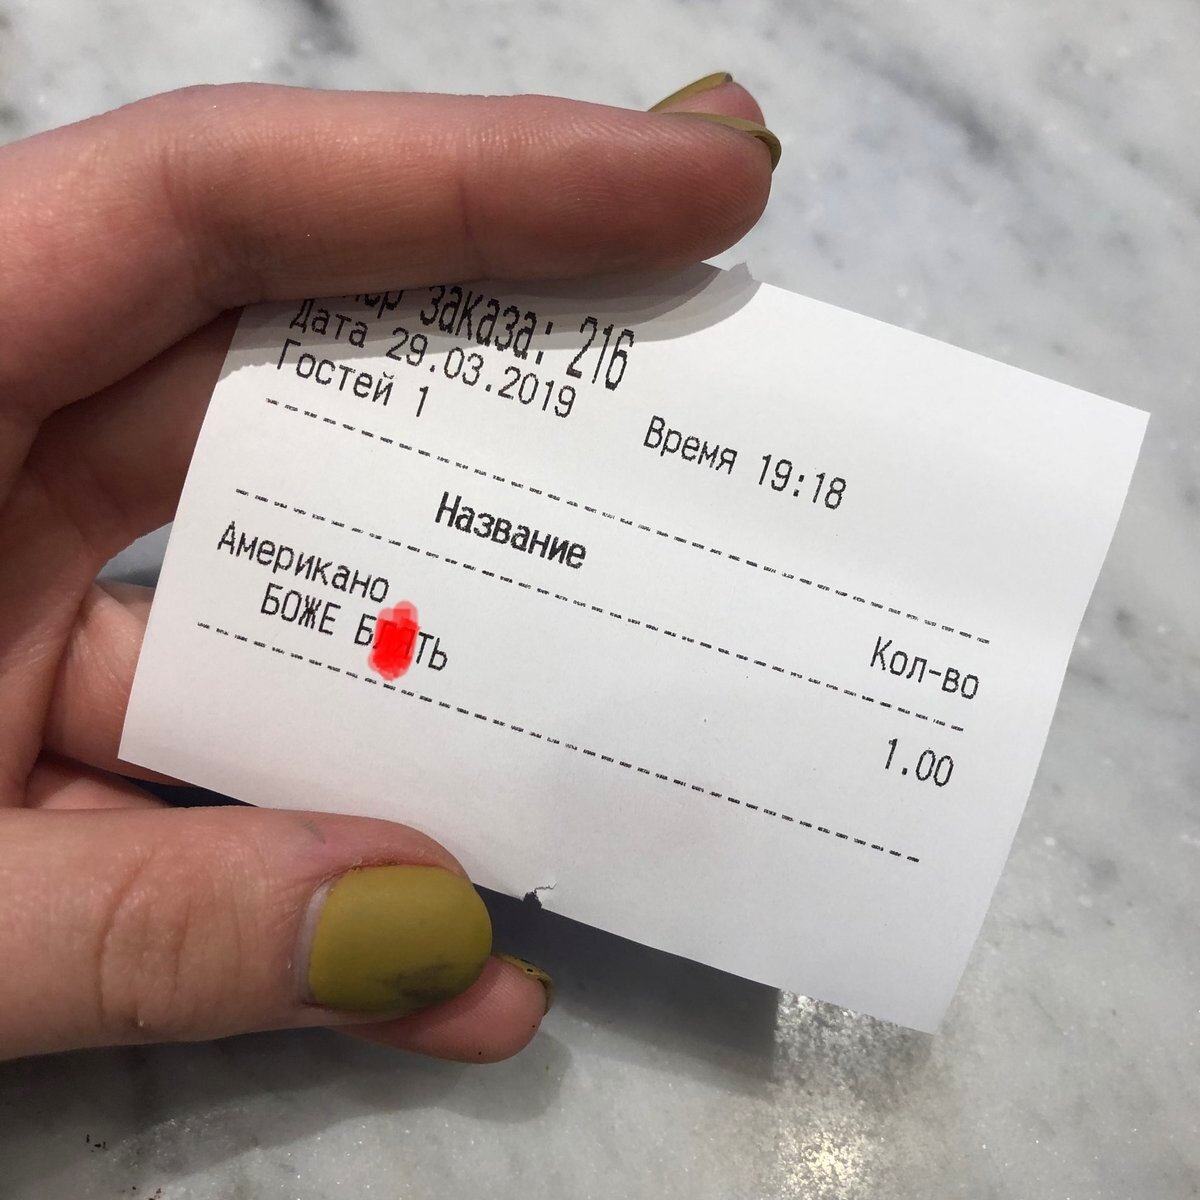 заказа: 216
Дата 29.03.2019 Время 19:18
Гостей 1
Название Кол-во
Американо 1.00
БОЖЕ